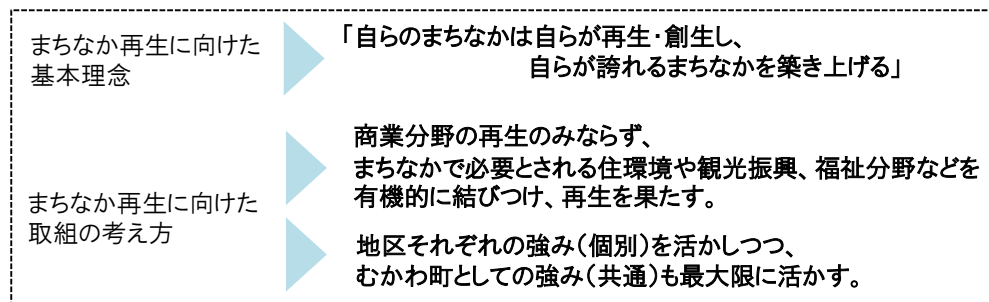 まちなか再生に向けた
基本理念
「自らのまちなかは自らが再生・創生し、
自らが誇れるまちなかを築き上げる」
まちなか再生に向けた
取組の考え方
商業分野の再生のみならず、
まちなかで必要とされる住環境や観光振興、福祉分野などを
有機的に結びつけ、再生を果たす。
地区それぞれの強み（個別）を活かしつつ、
むかわ町としての強み（共通）も最大限に活かす。